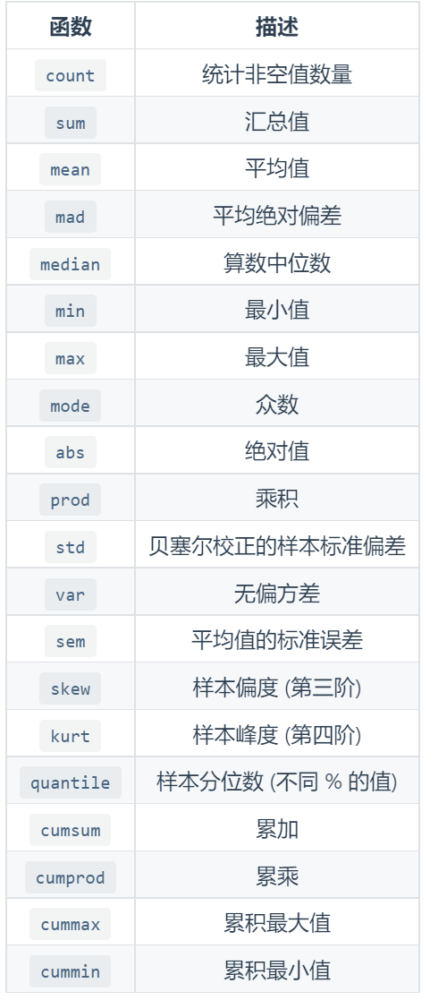 函数 描述
count 统计非空值数量
sum 汇总值
mean 平均值
mad 平均绝对偏差
median 算数中位数
min 最小值
max 最大值
mode 众数
abs 绝对值
prod 乘积
std 贝塞尔校正的样本标准偏差
var 无偏方差
sem 平均值的标准误差
skew 样本偏度 (第三阶)
kurt 样本峰度 (第四阶)
quantile 样本分位数 (不同 % 的值)
cumsum 累加
cumprod 累乘
cummax 累积最大值
cummin 累积最小值